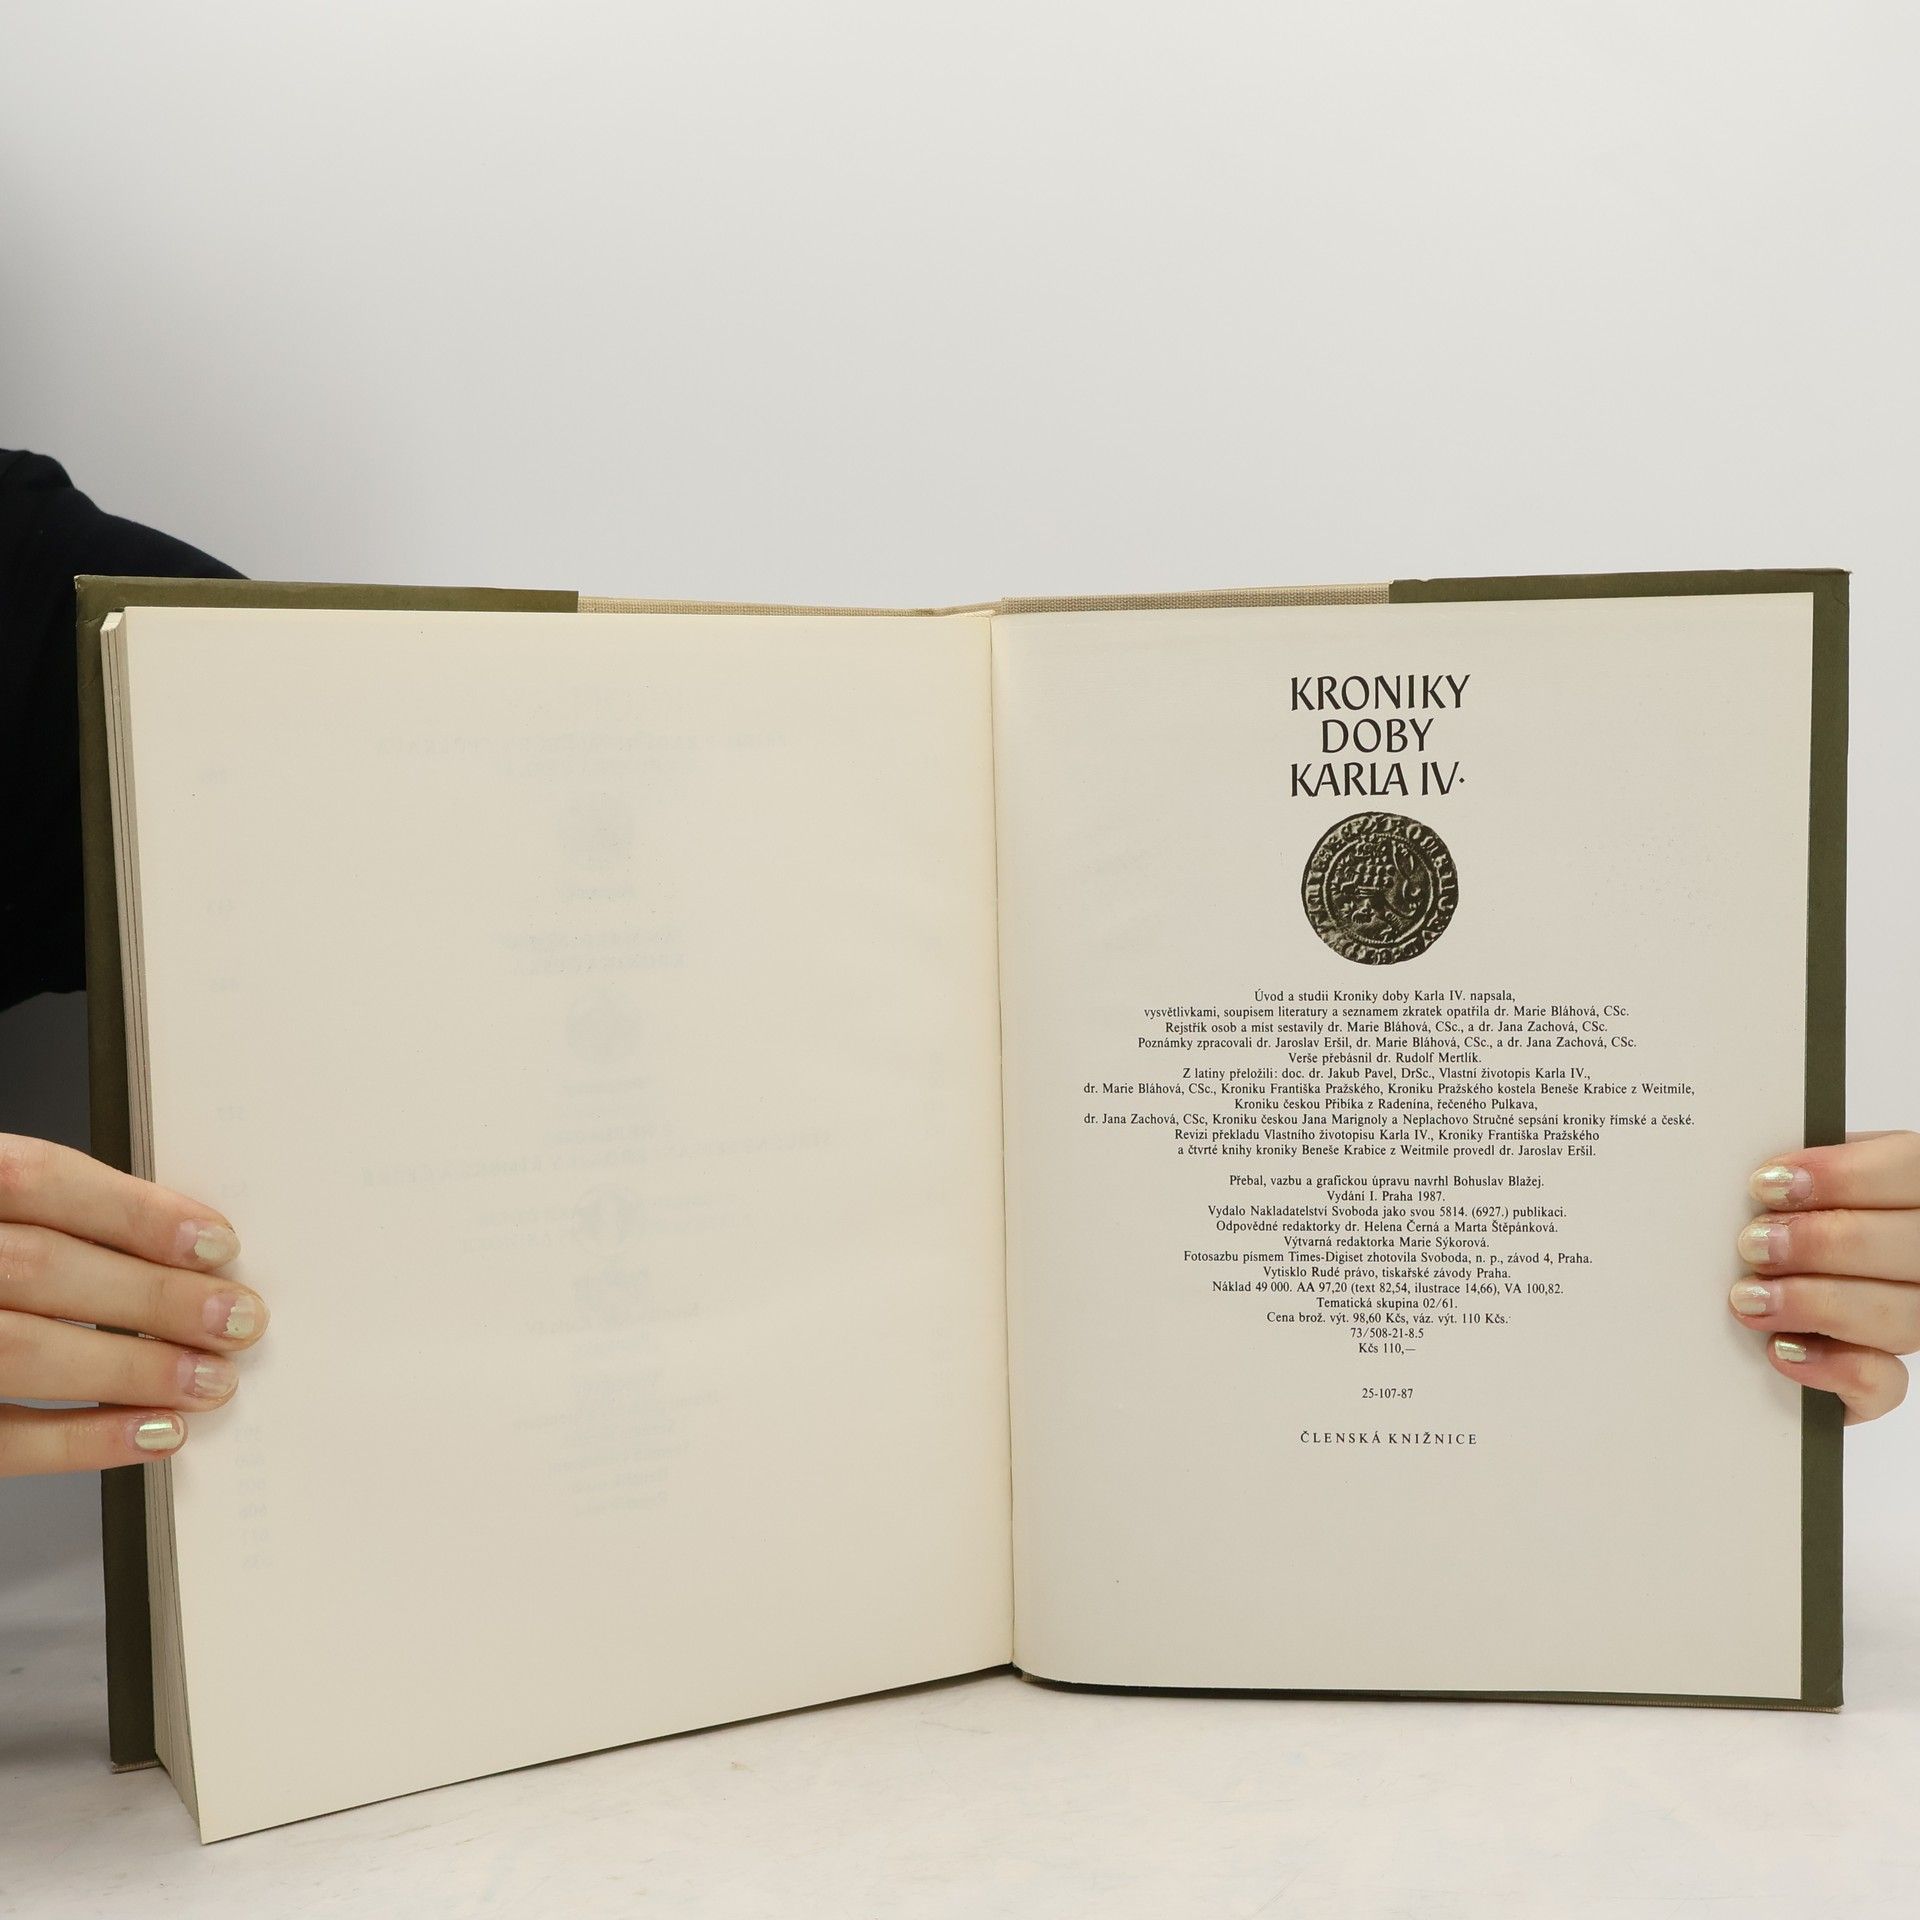 KRONIKY
DOBY
KARLA IV.
Úvod a studii Kroniky doby Karla IV. napsala,
vysvětlivkami, soupisem literatury a seznamem zkratek opatřila dr. Marie Bláhová, CSc.
Rejstřík osob a míst sestavily dr. Marie Bláhová, CSc., a dr. Jana Zachová, CSc.
Poznámky zpracovali dr. Jaroslav Eršil, dr. Marie Bláhová, CSc., a dr. Jana Zachová, CSc.
Verše přebásnil dr. Rudolf Mertlík.
Z latiny přeložili: doc. dr. Jakub Pavel, DrSc., Vlastní životopis Karla IV.,
dr. Marie Bláhová, CSc., Kroniku Františka Pražského, Kroniku Pražského kostela Beneše Krabice z Weitmile,
Kroniku českou Přibíka z Radenína, řečeného Pulkava,
dr. Jana Zachová, CSc, Kroniku českou Jana Marignoly a Neplachovo Stručné sepsání kroniky římské a české.
Revizi překladu Vlastního životopisu Karla IV., Kroniky Františka Pražského
a čtvrté knihy kroniky Beneše Krabice z Weitmile provedl dr. Jaroslav Eršil.
Přebal, vazbu a grafickou úpravu navrhl Bohuslav Blažej.
Vydání I. Praha 1987.
Vydalo Nakladatelství Svoboda jako svou 5814. (6927.) publikaci.
Odpovědné redaktorky dr. Helena Černá a Marta Štěpánková.
Výtvarná redaktorka Marie Sýkorová.
Fotosazbu písmem Times-Digiset zhotovila Svoboda, n. p., závod 4, Praha.
Vytisklo Rudé právo, tiskařské závody Praha.
Náklad 49 000. AA 97,20 (text 82,54, ilustrace 14,66), VA 100,82.
Tematická skupina 02/61.
Cena brož. výt. 98,60 Kčs, váz. výt. 110 Kčs.
73/508-21-8.5
Kčs 110,—
25-107-87
ČLENSKÁ KNIŽNICE